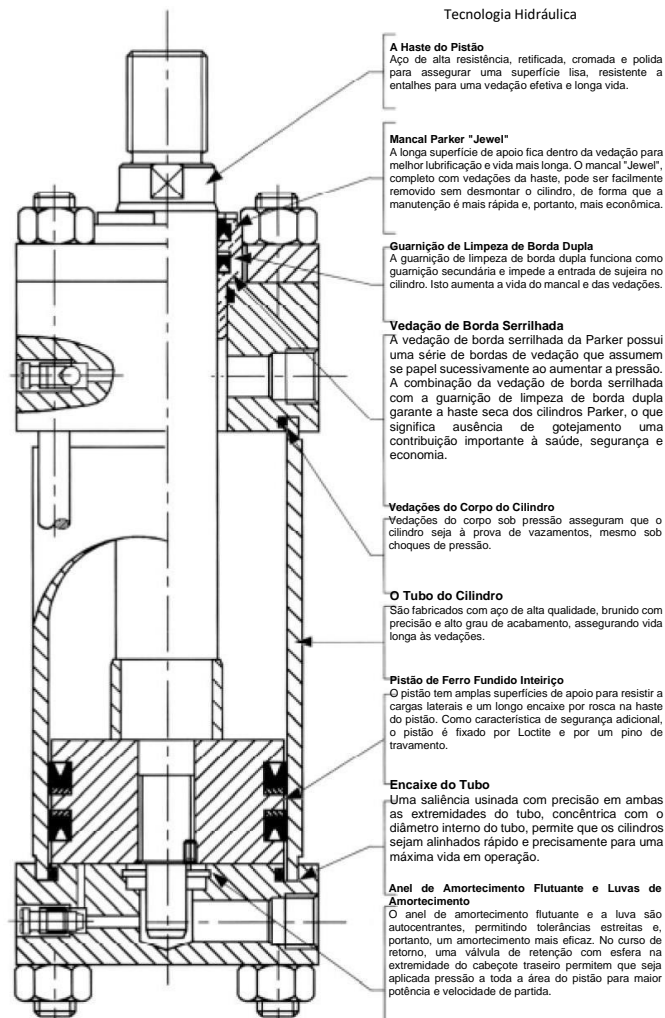 Tecnologia Hidráulica
A Haste do Pistão
Aço de alta resistência, retificada, cromada e polida
para assegurar uma superfície lisa, resistente a
entalhes para uma vedação efetiva e longa vida.
Mancal Parker "Jewel"
A longa superfície de apoio fica dentro da vedação para
melhor lubrificação e vida mais longa. O mancal "Jewel",
completo com vedações da haste, pode ser facilmente
removido sem desmontar o cilindro, de forma que a
manutenção é mais rápida e, portanto, mais econômica.
Guarnição de Limpeza de Borda Dupla
A guarnição de limpeza de borda dupla funciona como
guarnição secundária e impede a entrada de sujeira no
cilindro. Isto aumenta a vida do mancal e das vedações.
Vedação de Borda Serrilhada
A vedação de borda serrilhada da Parker possui
uma série de bordas de vedação que assumem
se papel sucessivamente ao aumentar a pressão.
A combinação da vedação de borda serrilhada
com a guarnição de limpeza de borda dupla
garante a haste seca dos cilindros Parker, o que
significa ausência de gotejamento uma
contribuição importante à saúde, segurança e
economia.
Vedações do Corpo do Cilindro
Vedações do corpo sob pressão asseguram que o
cilindro seja à prova de vazamentos, mesmo sob
choques de pressão.
O Tubo do Cilindro
São fabricados com aço de alta qualidade, brunido com
precisão e alto grau de acabamento, assegurando vida
longa às vedações.
Pistão de Ferro Fundido Inteiriço
O pistão tem amplas superfícies de apoio para resistir a
cargas laterais e um longo encaixe por rosca na haste
do pistão. Como característica de segurança adicional,
o pistão é fixado por Loctite e por um pino de
travamento.
Encaixe do Tubo
Uma saliência usinada com precisão em ambas
as extremidades do tubo, concêntrica com o
diâmetro interno do tubo, permite que os cilindros
sejam alinhados rápido e precisamente para uma
máxima vida em operação.
Anel de Amortecimento Flutuante e Luvas de
Amortecimento
O anel de amortecimento flutuante e a luva são
autocentrantes, permitindo tolerâncias estreitas e,
portanto, um amortecimento mais eficaz. No curso de
retorno, uma válvula de retenção com esfera na
extremidade do cabeçote traseiro permitem que seja
aplicada pressão a toda a área do pistão para maior
potência e velocidade de partida.